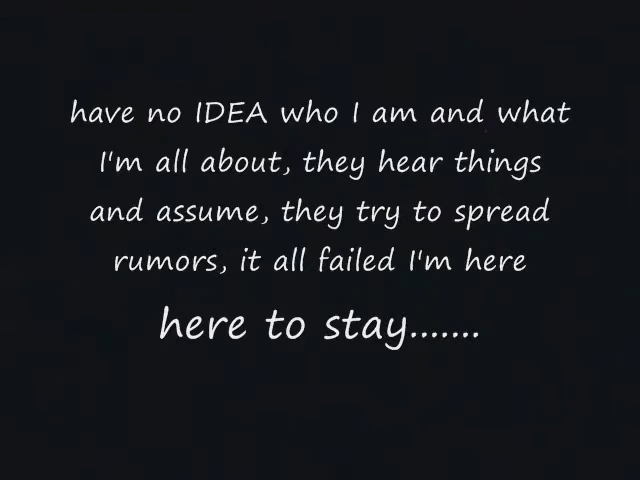 have no IDEA who I am and what
I'm all about, they hear things
and assume, they try to spread
rumors, it all failed I'm here
here to stay.......